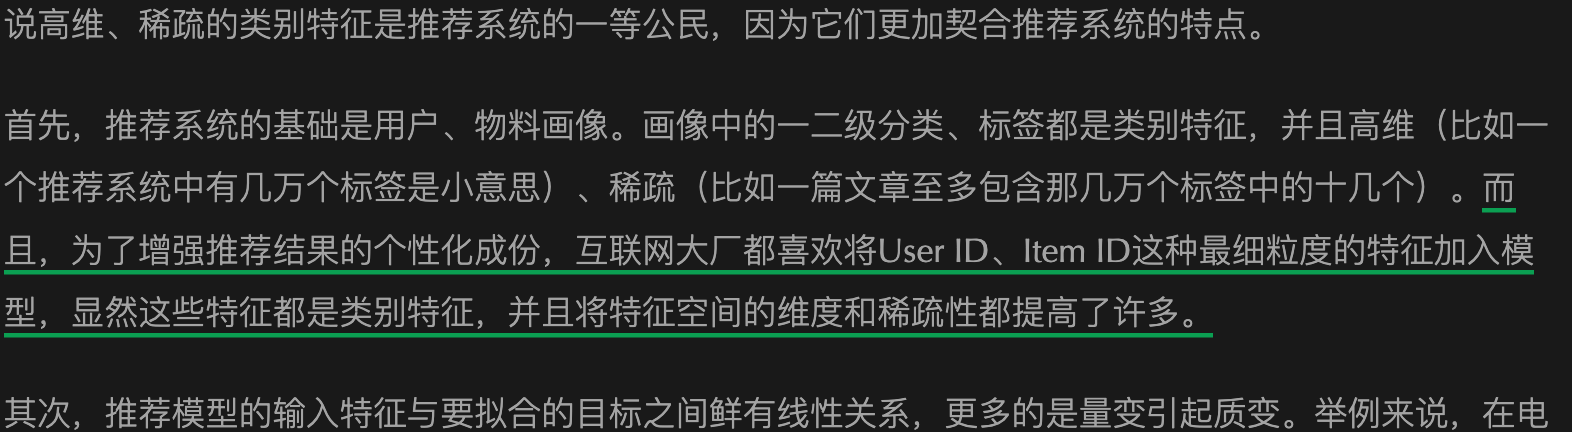 说高维、稀疏的类别特征是推荐系统的一等公民，因为它们更加契合推荐系统的特点。
首先，推荐系统的基础是用户、物料画像。画像中的一二级分类、标签都是类别特征，并且高维（比如一
个推荐系统中有几万个标签是小意思）、稀疏（比如一篇文章至多包含那几万个标签中的十几个）。而
且，为了增强推荐结果的个性化成份，互联网大厂都喜欢将User ID、Item ID这种最细粒度的特征加入模
型，显然这些特征都是类别特征，并且将特征空间的维度和稀疏性都提高了许多。
其次，推荐模型的输入特征与要拟合的目标之间鲜有线性关系，更多的是量变引起质变。举例来说，在电